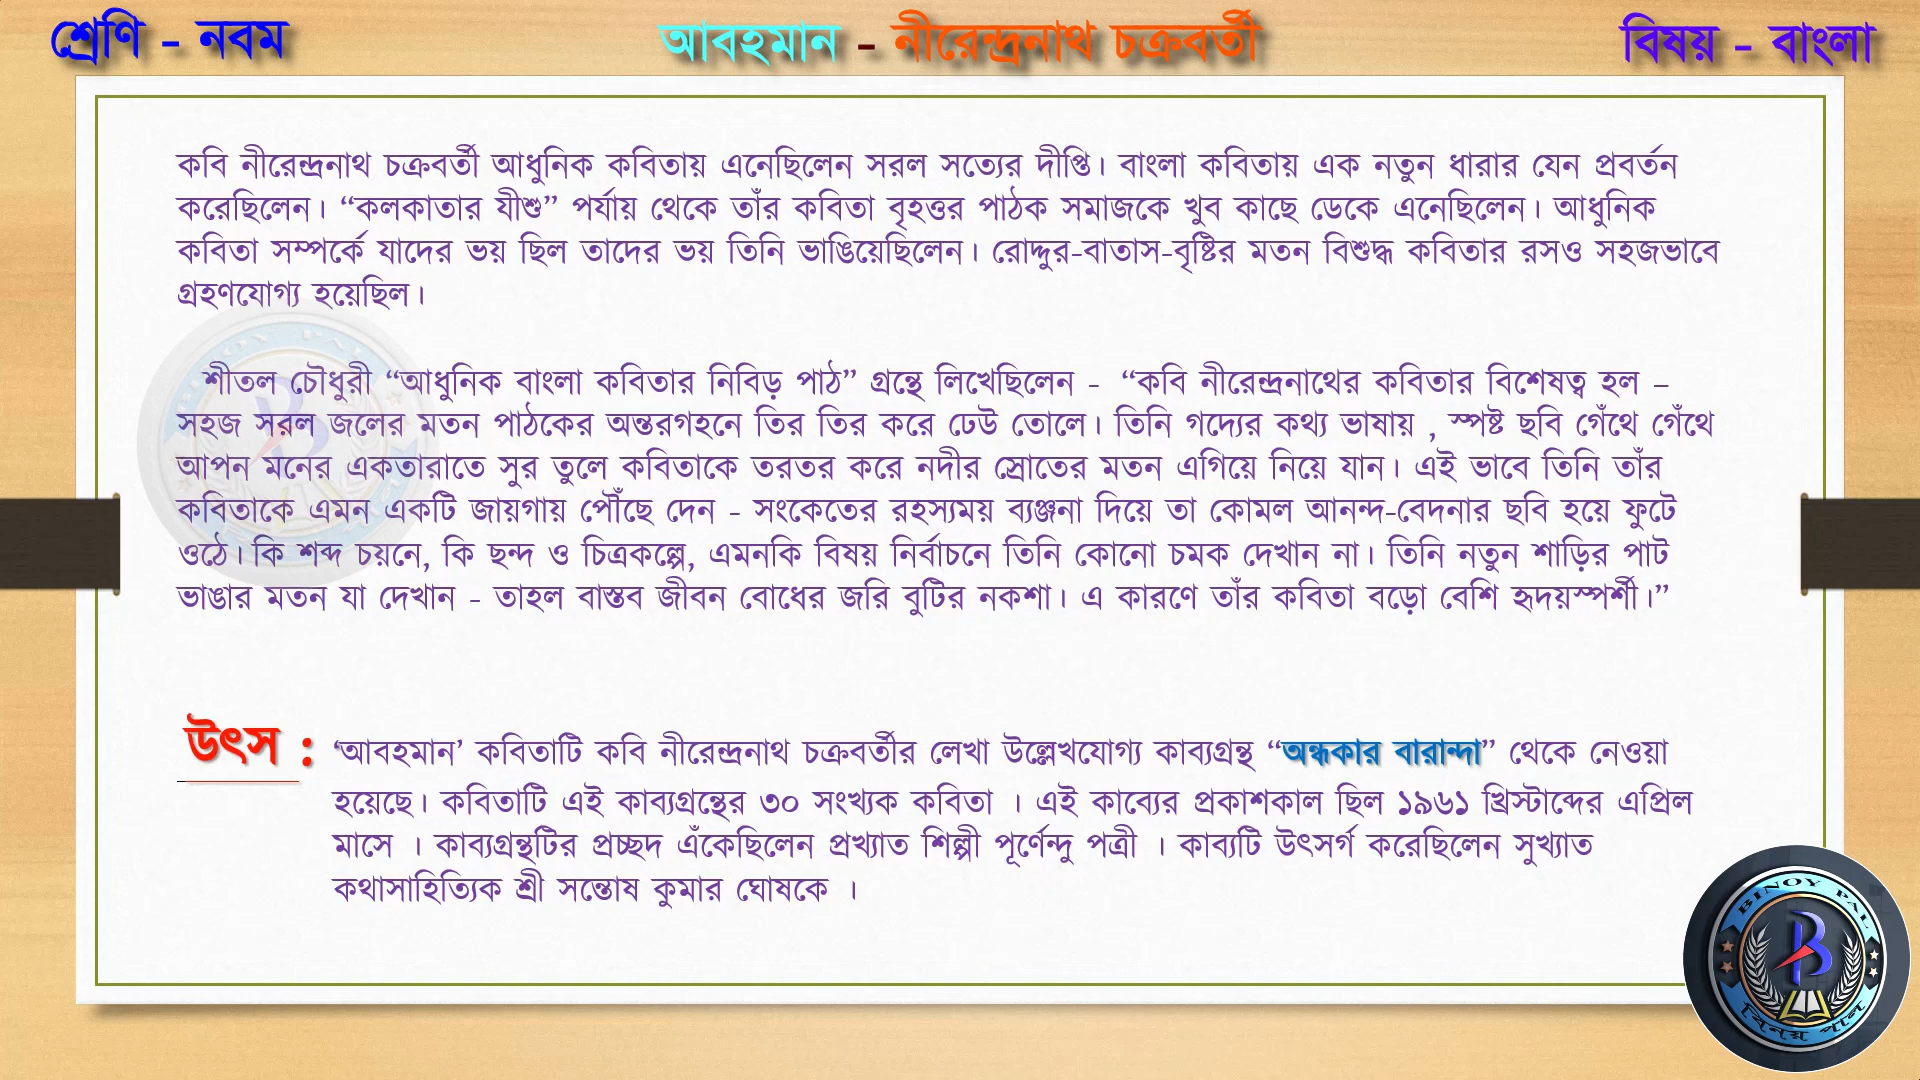 শ্রেণি - নবম
আবহমান - নীরেন্দ্রনাথ চক্রবর্তী
বিষয় - বাংলা
কবি নীরেন্দ্রনাথ চক্রবর্তী আধুনিক কবিতায় এনেছিলেন সরল সত্যের দীপ্তি। বাংলা কবিতায় এক নতুন ধারার যেন প্রবর্তন
করেছিলেন। “কলকাতার যীশু” পর্যায় থেকে তাঁর কবিতা বৃহত্তর পাঠক সমাজকে খুব কাছে ডেকে এনেছিলেন। আধুনিক
কবিতা সম্পর্কে যাদের ভয় ছিল তাদের ভয় তিনি ভাঙিয়েছিলেন। রোদ্দুর-বাতাস-বৃষ্টির মতন বিশুদ্ধ কবিতার রসও সহজভাবে
গ্রহণযোগ্য হয়েছিল।
শীতল চৌধুরী “আধুনিক বাংলা কবিতার নিবিড় পাঠ” গ্রন্থে লিখেছিলেন - “কবি নীরেন্দ্রনাথের কবিতার বিশেষত্ব হল –
সহজ সরল জলের মতন পাঠকের অন্তরগহনে তির তির করে ঢেউ তোলে। তিনি গদ্যের কথ্য ভাষায় , স্পষ্ট ছবি গেঁথে গেঁথে
আপন মনের একতারাতে সুর তুলে কবিতাকে তরতর করে নদীর স্রোতের মতন এগিয়ে নিয়ে যান। এই ভাবে তিনি তাঁর
কবিতাকে এমন একটি জায়গায় পৌঁছে দেন - সংকেতের রহস্যময় ব্যঞ্জনা দিয়ে তা কোমল আনন্দ-বেদনার ছবি হয়ে ফুটে
ওঠে। কি শব্দ চয়নে, কি ছন্দ ও চিত্রকল্পে, এমনকি বিষয় নির্বাচনে তিনি কোনো চমক দেখান না। তিনি নতুন শাড়ির পাট
ভাঙার মতন যা দেখান - তাহল বাস্তব জীবন বোধের জরি বুটির নকশা। এ কারণে তাঁর কবিতা বড়ো বেশি হৃদয়স্পর্শী।”
উৎস : ‘আবহমান’ কবিতাটি কবি নীরেন্দ্রনাথ চক্রবর্তীর লেখা উল্লেখযোগ্য কাব্যগ্রন্থ “অন্ধকার বারান্দা” থেকে নেওয়া
হয়েছে। কবিতাটি এই কাব্যগ্রন্থের ৩০ সংখ্যক কবিতা । এই কাব্যের প্রকাশকাল ছিল ১৯৬১ খ্রিস্টাব্দের এপ্রিল
মাসে । কাব্যগ্রন্থটির প্রচ্ছদ এঁকেছিলেন প্রখ্যাত শিল্পী পূর্ণেন্দু পত্রী । কাব্যটি উৎসর্গ করেছিলেন সুখ্যাত
কথাসাহিত্যিক শ্রী সন্তোষ কুমার ঘোষকে ।
BINOY PAL
বিনয় পাল
BINOY PAL